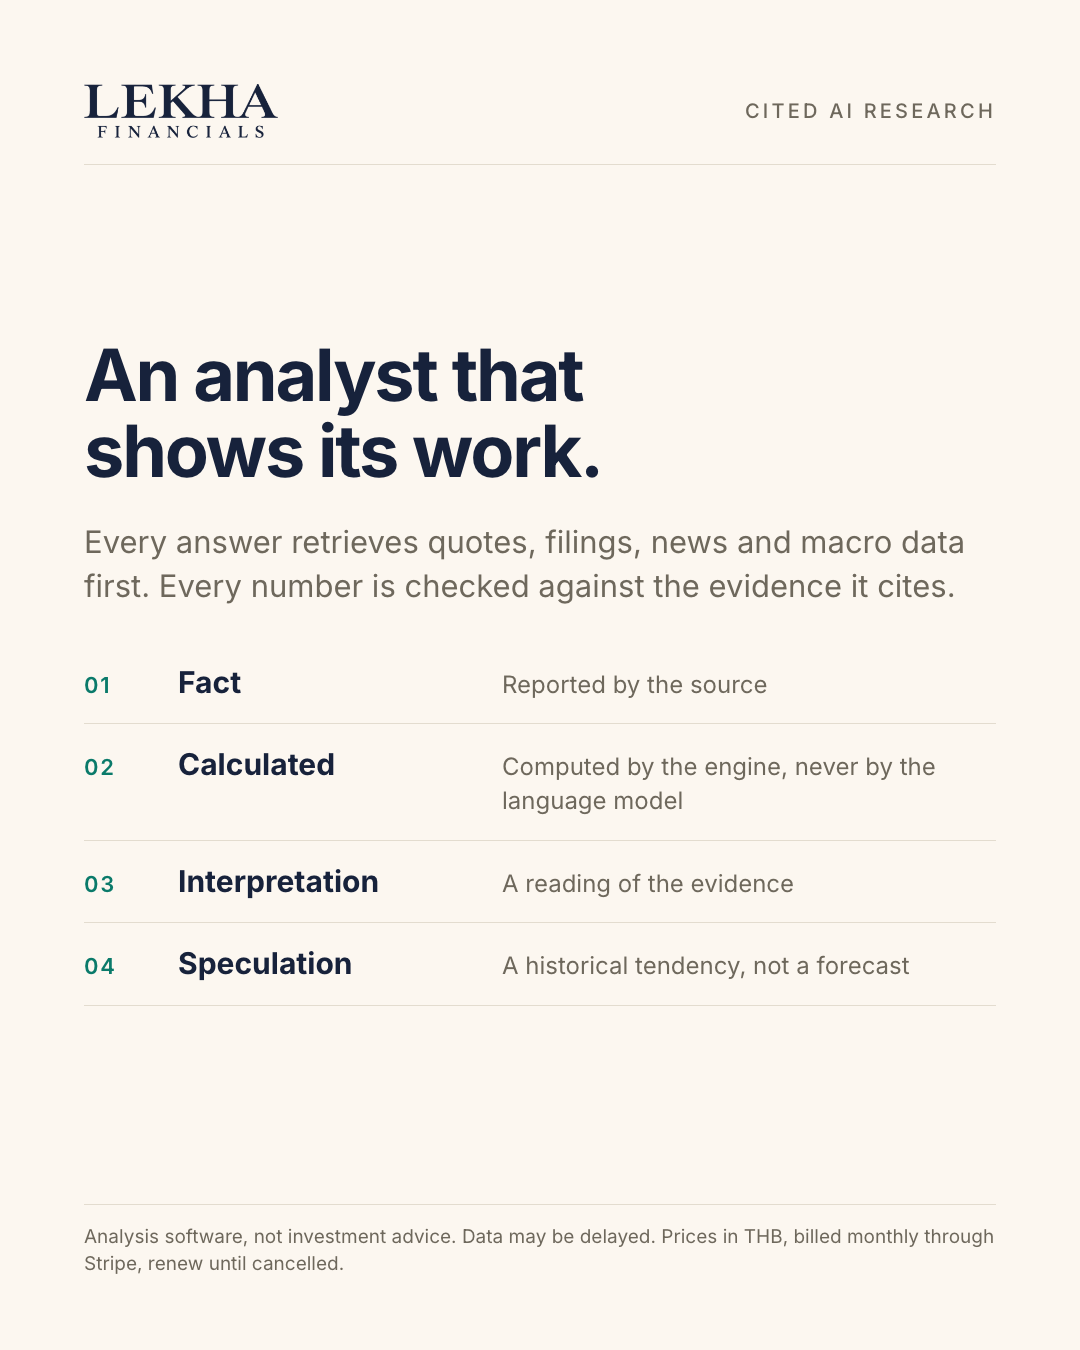 LEKHA
FINANCIALS
CITED AI RESEARCH
An analyst that
shows its work.
Every answer retrieves quotes, filings, news and macro data
first. Every number is checked against the evidence it cites.
01 Fact Reported by the source
02 Calculated Computed by the engine, never by the
language model
03 Interpretation A reading of the evidence
04 Speculation A historical tendency, not a forecast
Analysis software, not investment advice. Data may be delayed. Prices in THB, billed monthly through
Stripe, renew until cancelled.